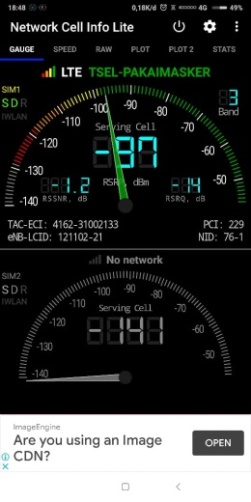 18:48
0,18K/d
4G
49%
Network Cell Info Lite
GAUGE SPEED RAW PLOT PLOT 2 STATS
LTE TSEL-PAKAIMASKER
SIM1
SDR
IWLAN
3
Band
-140
-130
-120
-110
-100
-90
-80
-70
-60
-50
Serving Cell
-97
RSRP, dBm
-1.2
RSSNR, dB
-14
RSRQ, dB
TAC-ECI: 4162-31002133
PCI: 229
eNB-LCID: 121102-21
NID: 76-1
No network
SIM2
SDR
IWLAN
-140
-130
-120
-110
-100
-90
-80
-70
-60
-50
Serving Cell
-141
ImageEngine
Are you using an Image
CDN?
OPEN